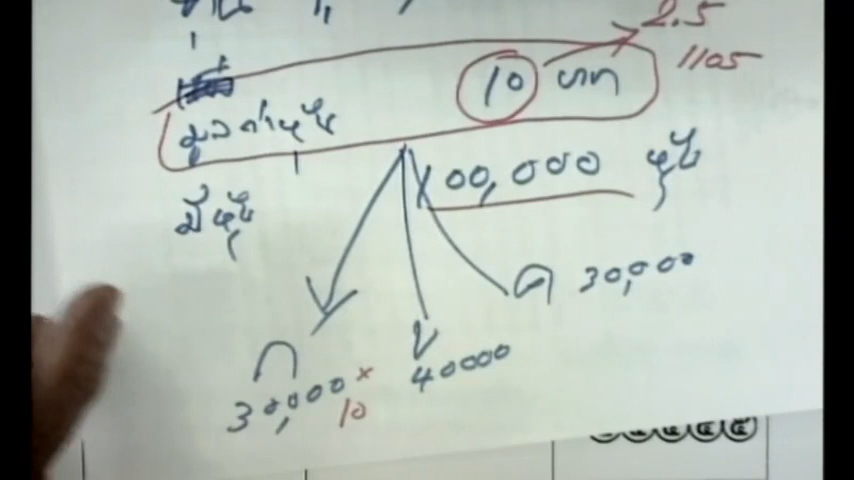 2.5
1105
10 บาท
มูลค่าหุ้น
มีหุ้น 100,000 หุ้น
ค 30,000
ก ข
30,000 × 10 40000